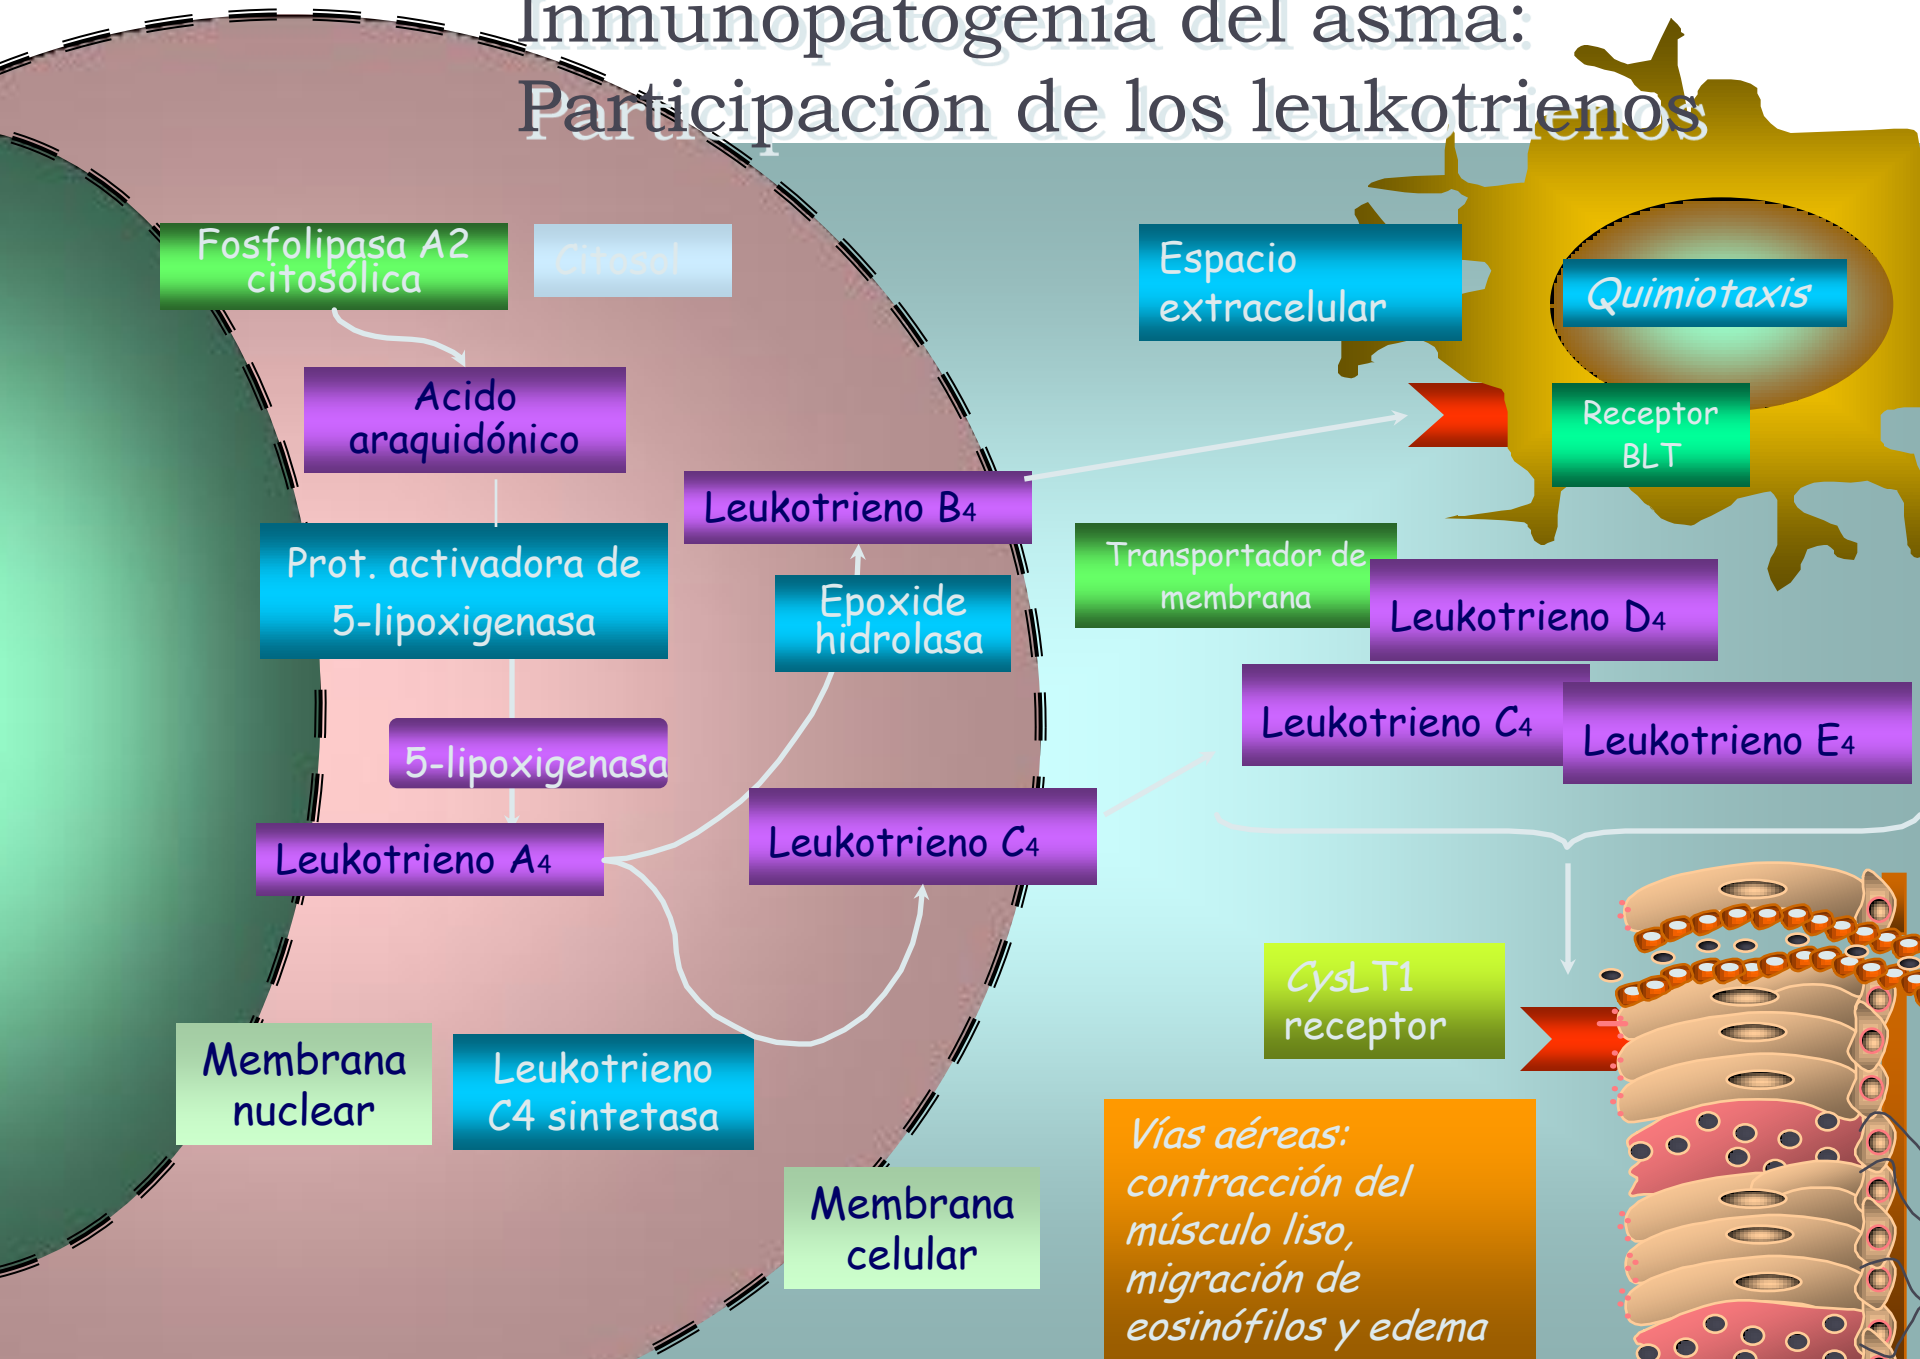 Inmunopatogenia del asma:
Participación de los leukotrienos
Fosfolipasa A2
citosólica
Citosol
Espacio
extracelular
Quimiotaxis
Acido
araquidónico
Receptor
BLT
Leukotrieno B4
Prot. activadora de
5-lipoxigenasa
Transportador de
membrana
Epoxide
hidrolasa
Leukotrieno D4
Leukotrieno C4
Leukotrieno E4
5-lipoxigenasa
Leukotrieno A4
Leukotrieno C4
CysLT1
receptor
Membrana
nuclear
Leukotrieno
C4 sintetasa
Membrana
celular
Vías aéreas:
contracción del
músculo liso,
migración de
eosinófilos y edema